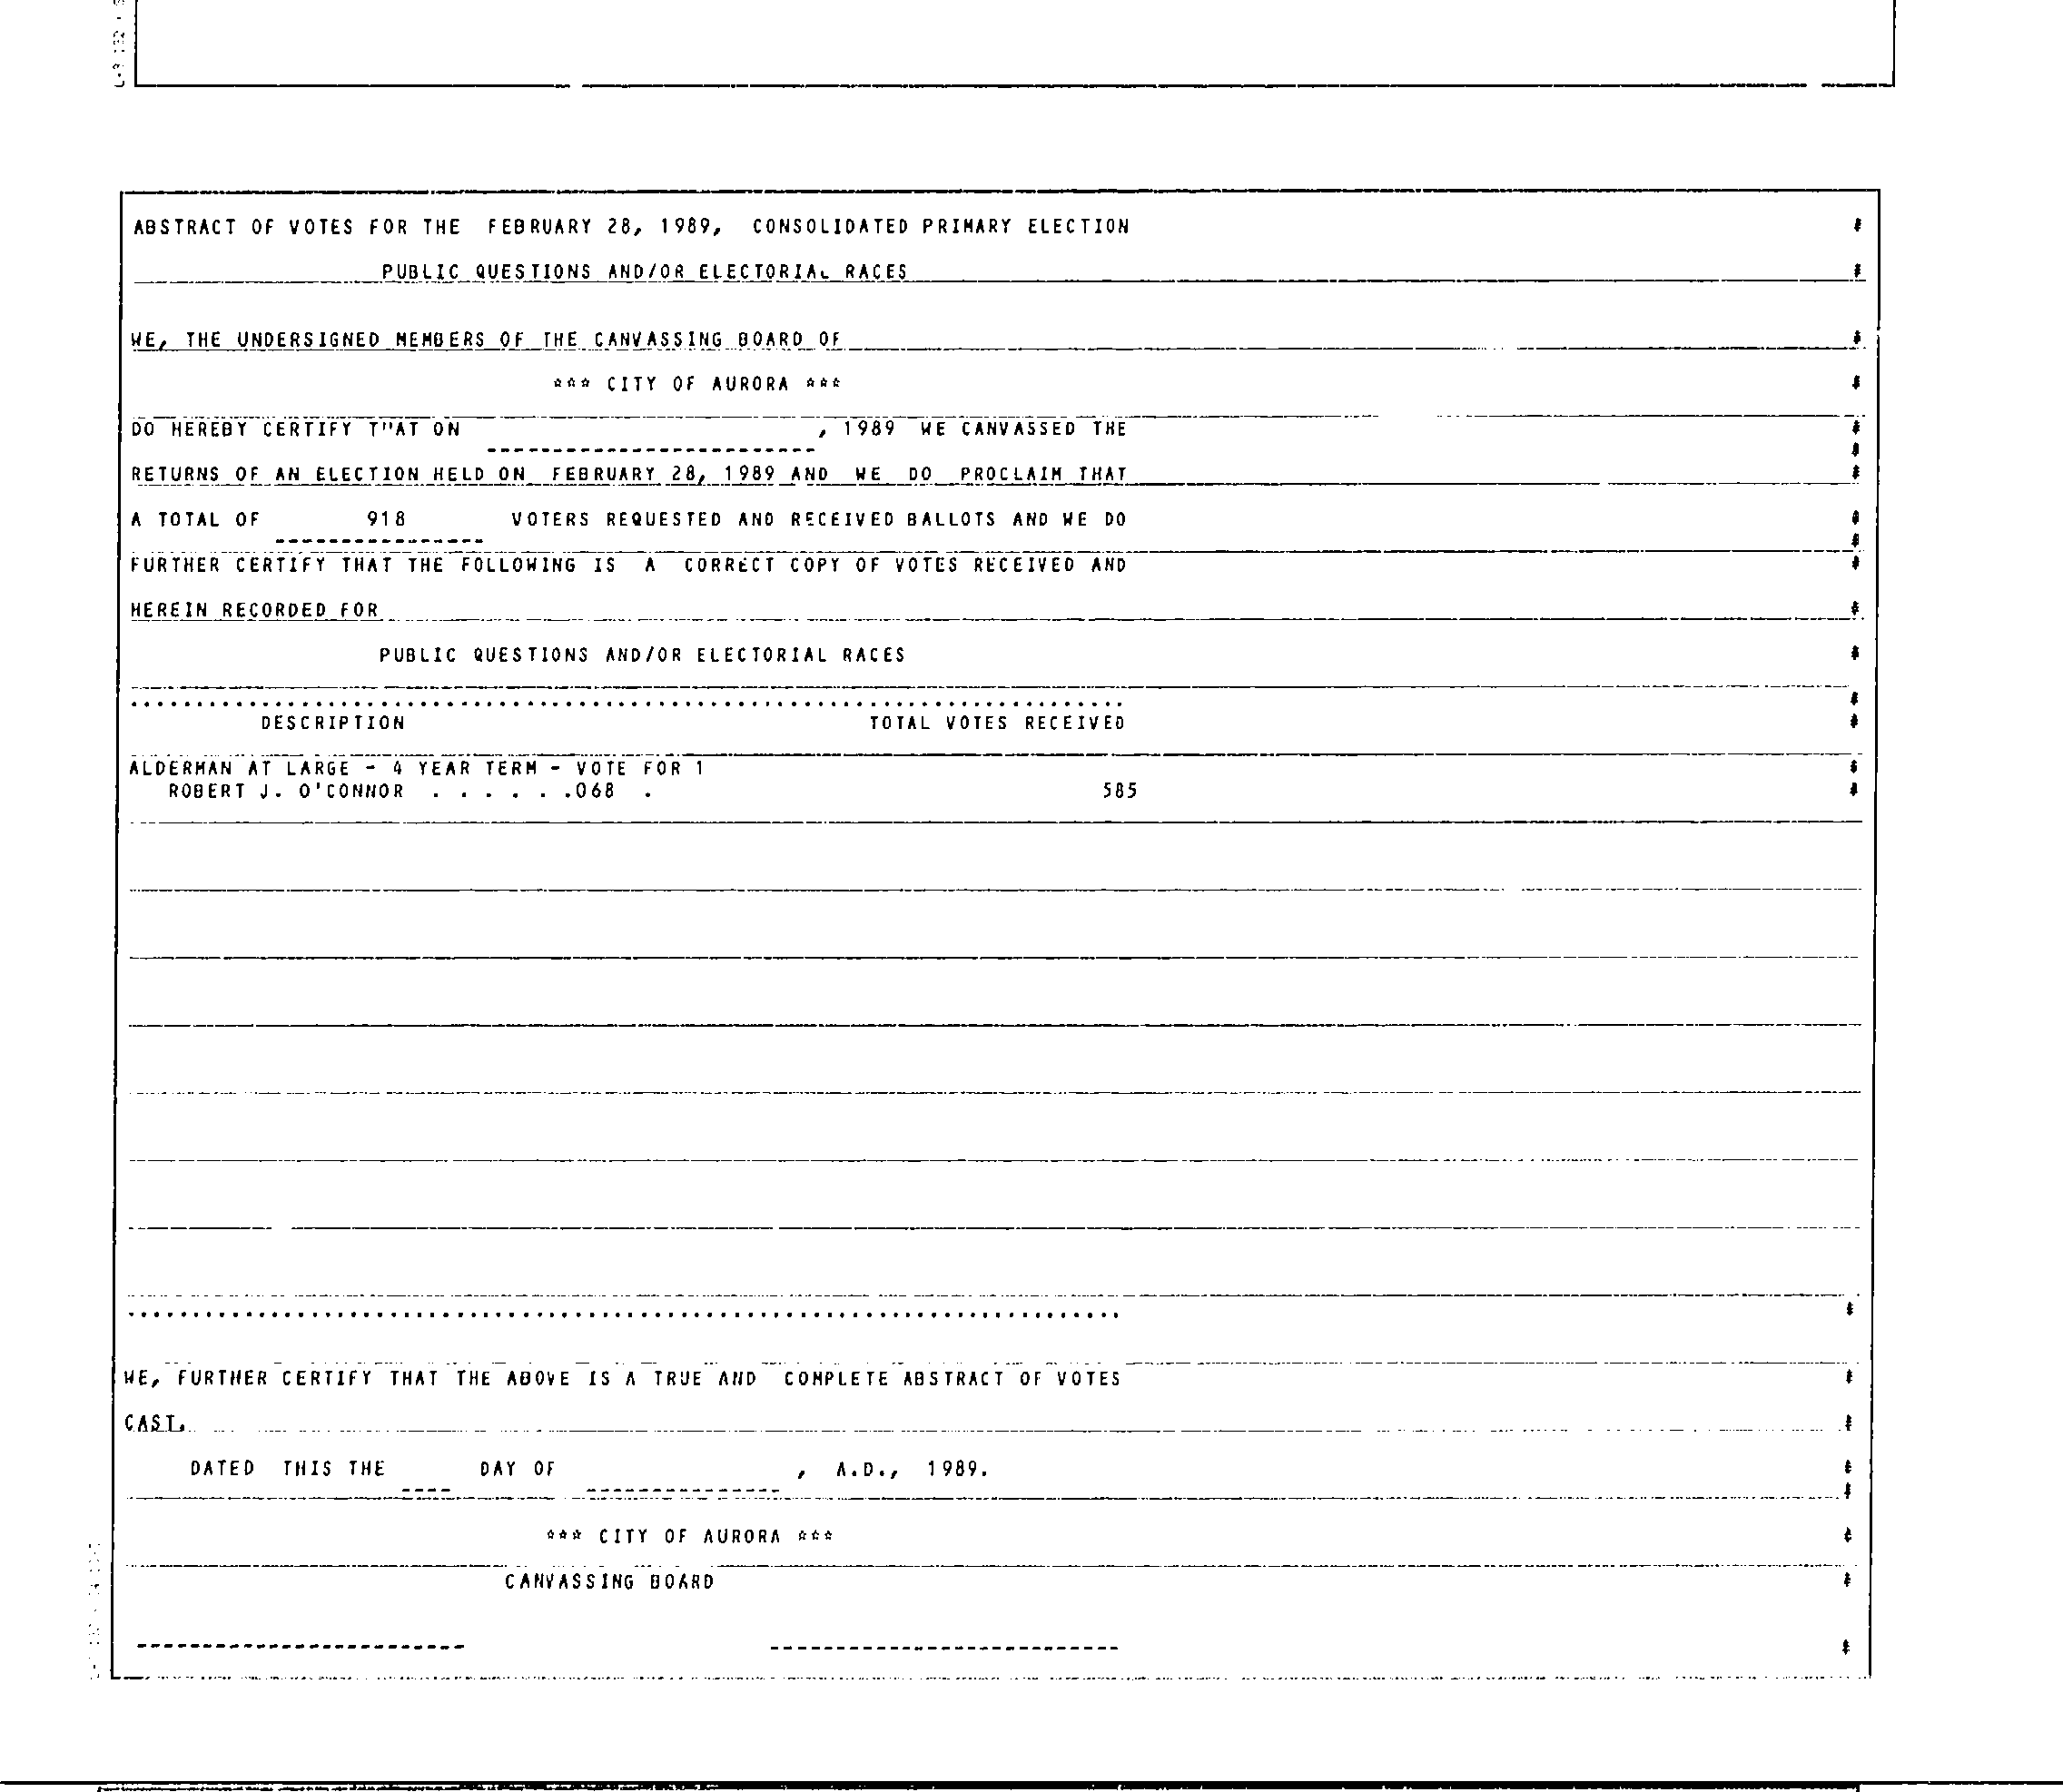 ABSTRACT OF VOTES FOR THE FEBRUARY 28, 1989, CONSOLIDATED PRIMARY ELECTION #
PUBLIC QUESTIONS AND/OR ELECTORIAL RACES #
WE, THE UNDERSIGNED MEMBERS OF THE CANVASSING BOARD OF #
*** CITY OF AURORA *** #
DO HEREBY CERTIFY T"AT ON , 1989 WE CANVASSED THE #
------------------------- #
RETURNS OF AN ELECTION HELD ON FEBRUARY 28, 1989 AND WE DO PROCLAIM THAT #
A TOTAL OF 918 VOTERS REQUESTED AND RECEIVED BALLOTS AND WE DO #
---------------- #
FURTHER CERTIFY THAT THE FOLLOWING IS A CORRECT COPY OF VOTES RECEIVED AND #
HEREIN RECORDED FOR #
PUBLIC QUESTIONS AND/OR ELECTORIAL RACES #
............................................................................ #
DESCRIPTION TOTAL VOTES RECEIVED #
ALDERMAN AT LARGE - 4 YEAR TERM - VOTE FOR 1 #
ROBERT J. O'CONNOR . . . . . .068 . 585 #
............................................................................ #
WE, FURTHER CERTIFY THAT THE ABOVE IS A TRUE AND COMPLETE ABSTRACT OF VOTES #
CAST. #
DATED THIS THE DAY OF , A.D., 1989. #
---- --------------- #
*** CITY OF AURORA *** #
CANVASSING BOARD #
------------------------- --------------------------- #